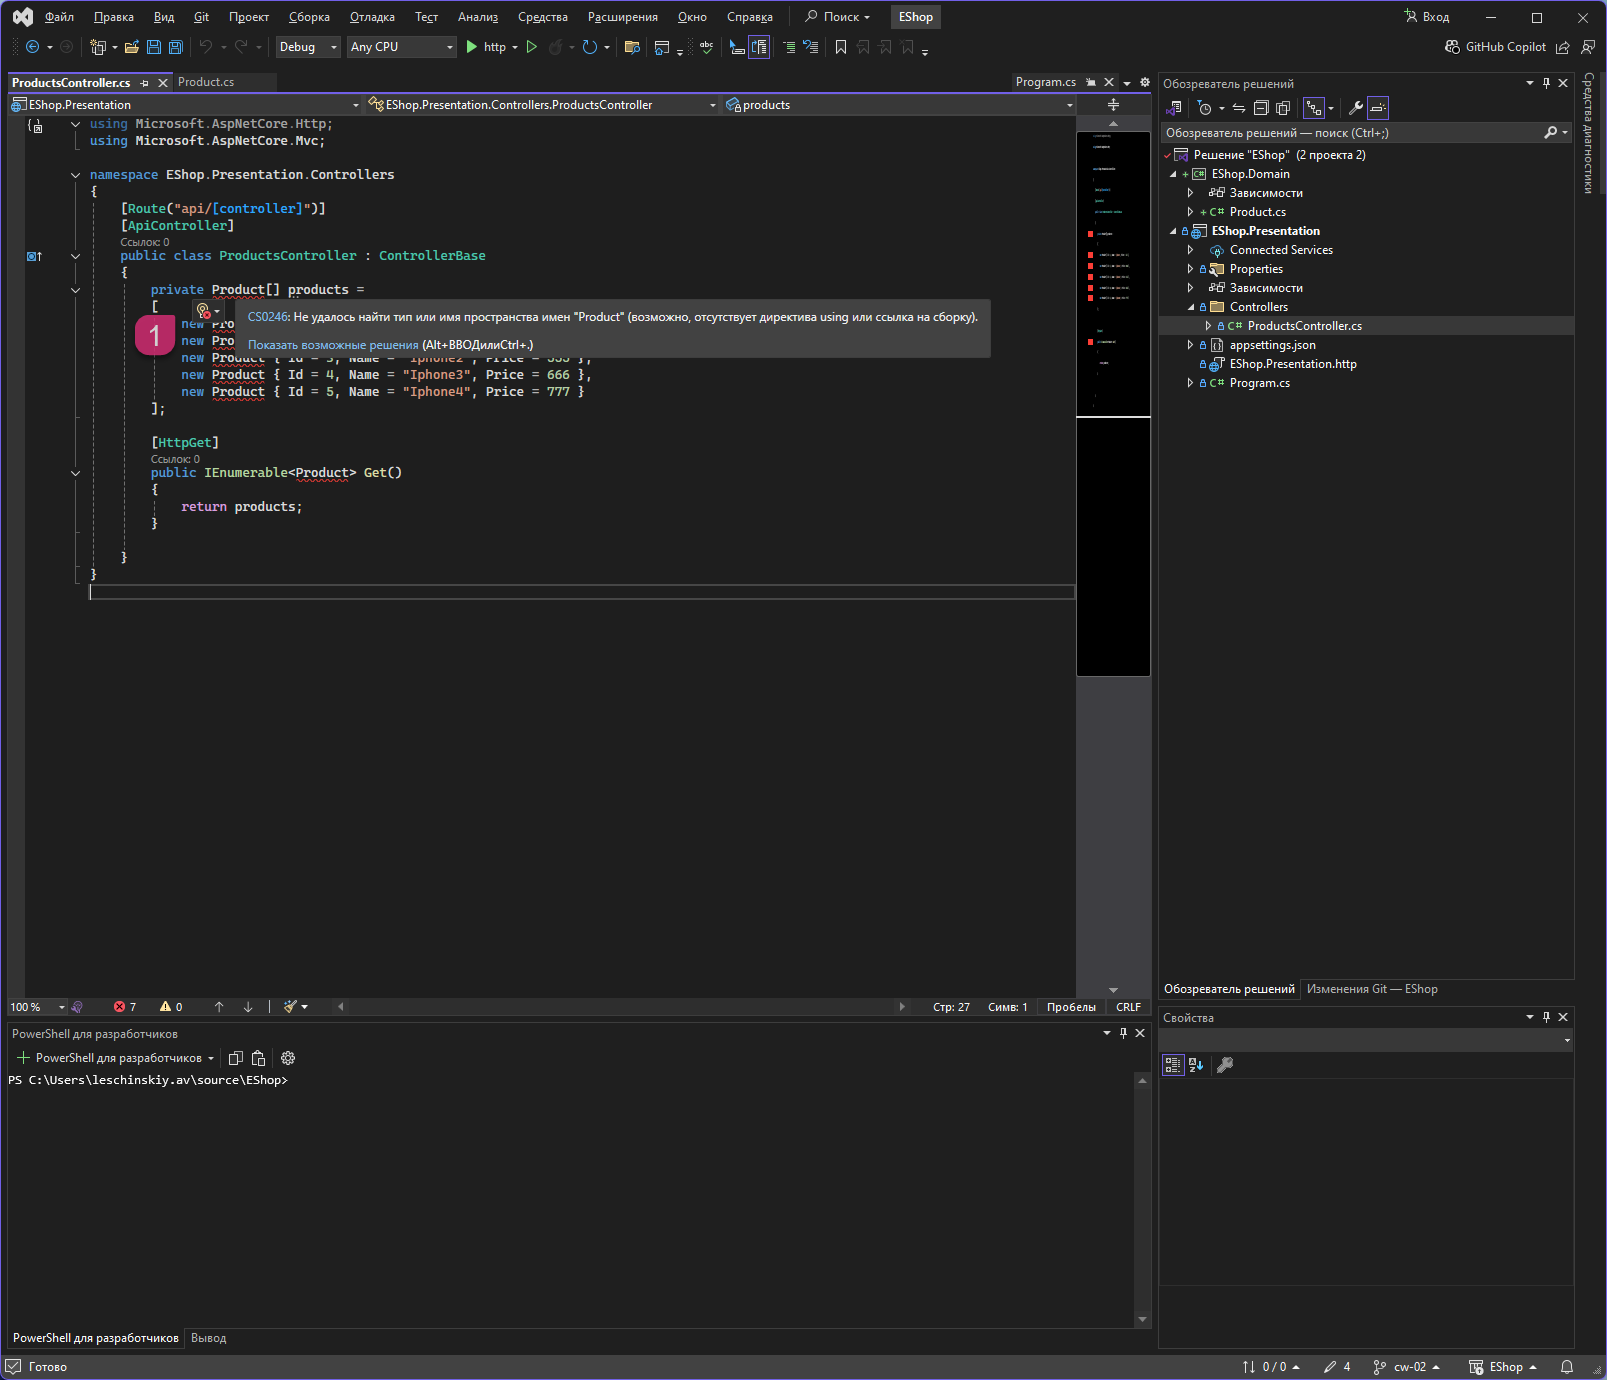 Файл Правка Вид Git Проект Сборка Отладка Тест Анализ Средства Расширения Окно Справка Поиск EShop Вход
Debug Any CPU http GitHub Copilot
ProductsController.cs Product.cs Program.cs
EShop.Presentation EShop.Presentation.Controllers.ProductsController products
using Microsoft.AspNetCore.Http;
using Microsoft.AspNetCore.Mvc;
namespace EShop.Presentation.Controllers
{
[Route("api/[controller]")]
[ApiController]
Ссылок: 0
public class ProductsController : ControllerBase
{
private Product[] products =
[
CS0246: Не удалось найти тип или имя пространства имен "Product" (возможно, отсутствует директива using или ссылка на сборку).
Показать возможные решения (Alt+ВВОДилиCtrl+.)
1
new Pro
new Pro
new Product { Id = 3, Name = "Iphone2", Price = 555 },
new Product { Id = 4, Name = "Iphone3", Price = 666 },
new Product { Id = 5, Name = "Iphone4", Price = 777 }
];
[HttpGet]
Ссылок: 0
public IEnumerable<Product> Get()
{
return products;
}
}
}
100 % 7 0 Стр: 27 Симв: 1 Пробелы CRLF
PowerShell для разработчиков
PowerShell для разработчиков
PS C:\Users\leschinskiy.av\source\EShop>
PowerShell для разработчиков Вывод
Обозреватель решений
Обозреватель решений — поиск (Ctrl+;)
Решение "EShop" (2 проекта 2)
EShop.Domain
Зависимости
C# Product.cs
EShop.Presentation
Connected Services
Properties
Зависимости
Controllers
C# ProductsController.cs
appsettings.json
EShop.Presentation.http
C# Program.cs
Обозреватель решений Изменения Git — EShop
Свойства
Средства диагностики
Готово 0 / 0 4 cw-02 EShop